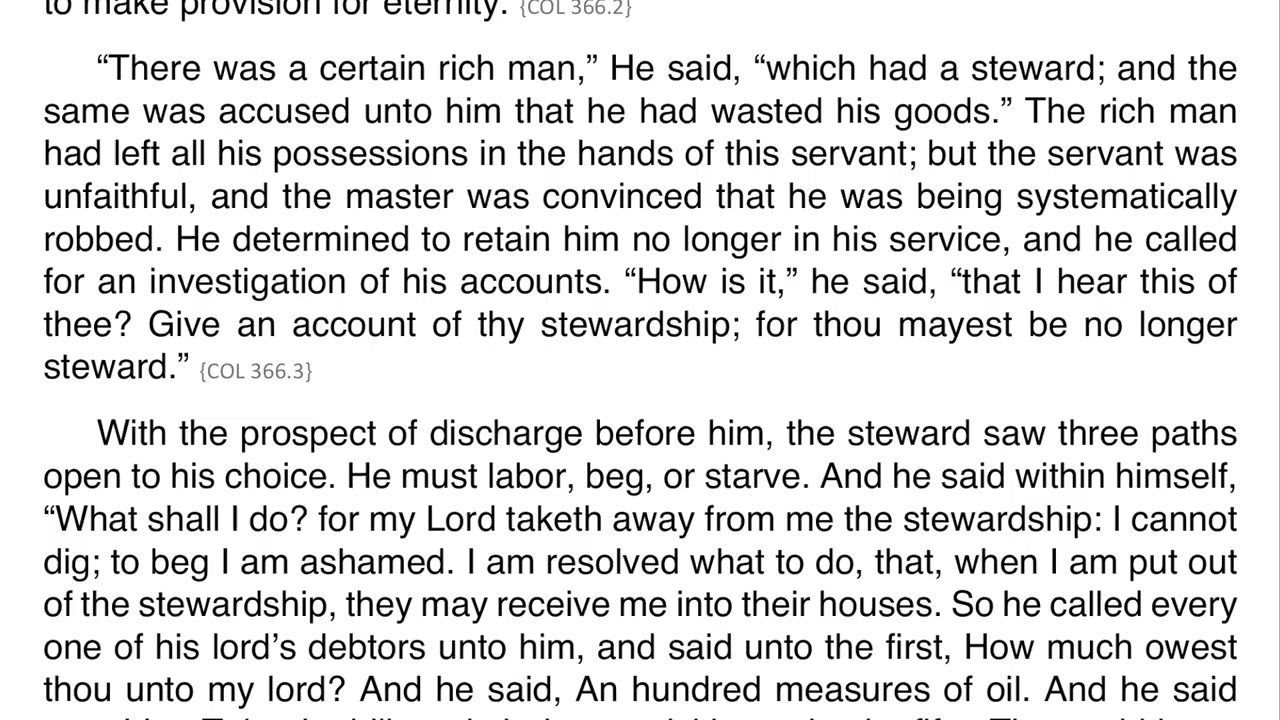 to make provision for eternity. {COL 366.2}
“There was a certain rich man,” He said, “which had a steward; and the
same was accused unto him that he had wasted his goods.” The rich man
had left all his possessions in the hands of this servant; but the servant was
unfaithful, and the master was convinced that he was being systematically
robbed. He determined to retain him no longer in his service, and he called
for an investigation of his accounts. “How is it,” he said, “that I hear this of
thee? Give an account of thy stewardship; for thou mayest be no longer
steward.” {COL 366.3}
With the prospect of discharge before him, the steward saw three paths
open to his choice. He must labor, beg, or starve. And he said within himself,
“What shall I do? for my Lord taketh away from me the stewardship: I cannot
dig; to beg I am ashamed. I am resolved what to do, that, when I am put out
of the stewardship, they may receive me into their houses. So he called every
one of his lord’s debtors unto him, and said unto the first, How much owest
thou unto my lord? And he said, An hundred measures of oil. And he said